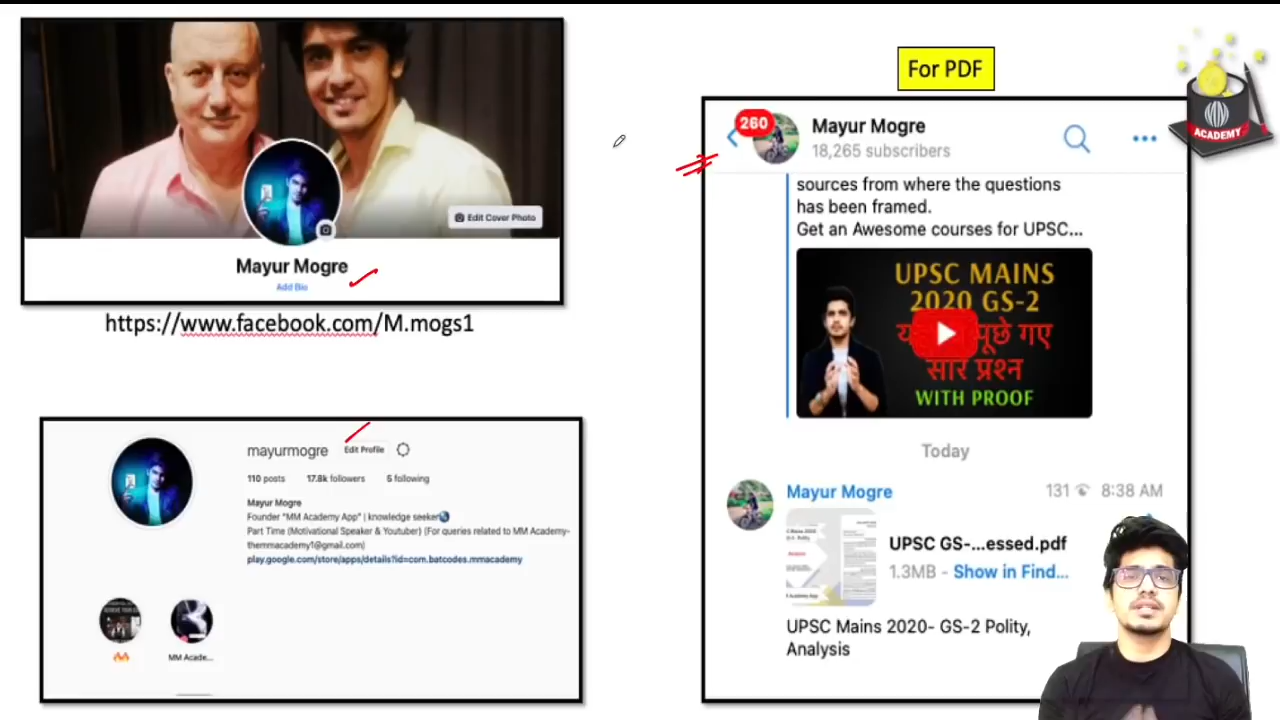 Edit Cover Photo
Mayur Mogre
Add Bio
https://www.facebook.com/M.mogs1
mayurmogre
Edit Profile
110 posts
17.8k followers
5 following
Mayur Mogre
Founder "MM Academy App" | knowledge seeker
Part Time (Motivational Speaker & Youtuber) (For queries related to MM Academy-
themmacademy1@gmail.com)
play.google.com/store/apps/details?id=com.batcodes.mmacademy
MM Acade...
For PDF
260
Mayur Mogre
18,265 subscribers
sources from where the questions
has been framed.
Get an Awesome courses for UPSC...
UPSC MAINS
2020 GS-2
पूछे गए
सारे प्रश्न
WITH PROOF
Today
Mayur Mogre
131
8:38 AM
UPSC GS-...essed.pdf
1.3MB - Show in Find...
UPSC Mains 2020- GS-2 Polity,
Analysis
ACADEMY